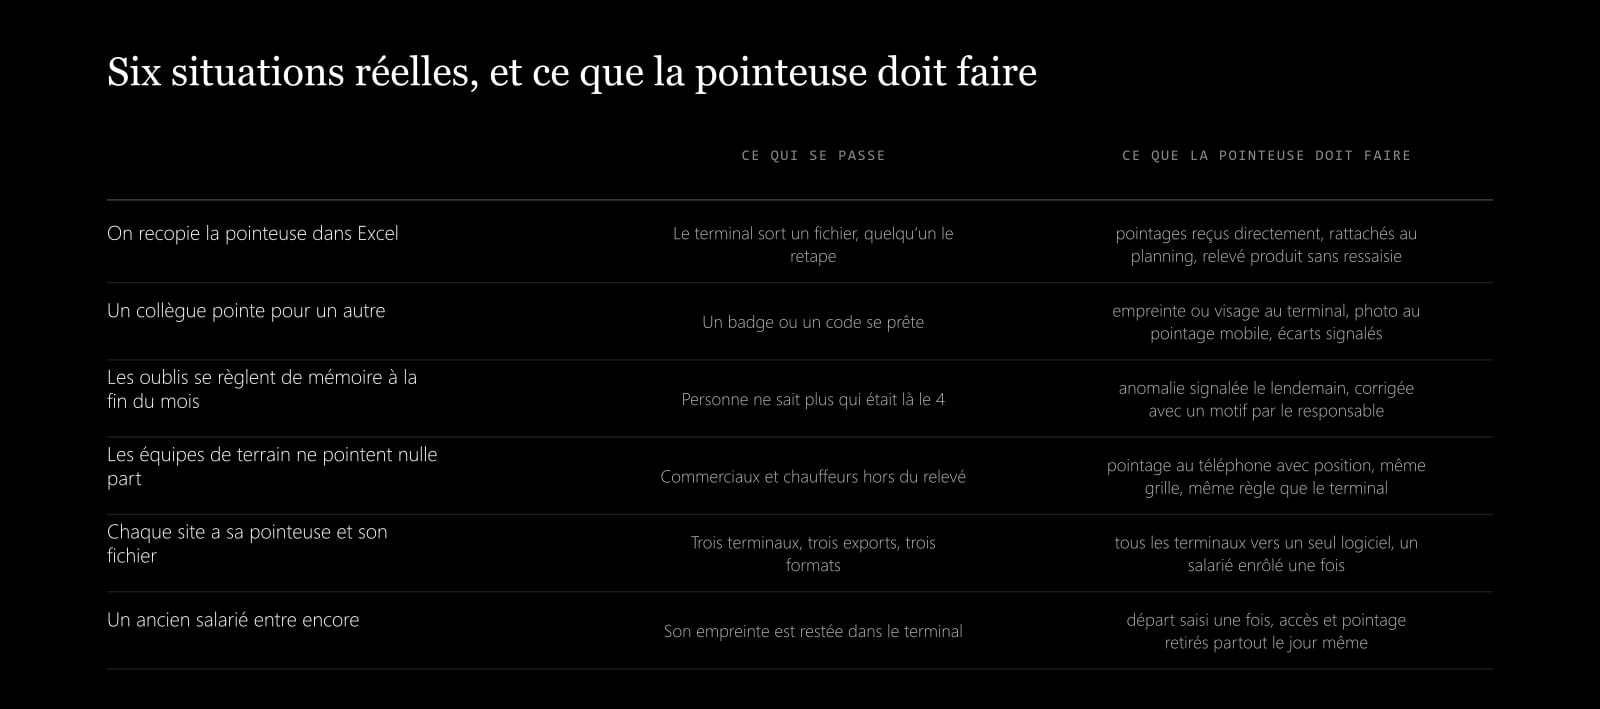 Six situations réelles, et ce que la pointeuse doit faire
CE QUI SE PASSE
CE QUE LA POINTEUSE DOIT FAIRE
On recopie la pointeuse dans Excel
Le terminal sort un fichier, quelqu’un le
retape
pointages reçus directement, rattachés au
planning, relevé produit sans ressaisie
Un collègue pointe pour un autre
Un badge ou un code se prête
empreinte ou visage au terminal, photo au
pointage mobile, écarts signalés
Les oublis se règlent de mémoire à la
fin du mois
Personne ne sait plus qui était là le 4
anomalie signalée le lendemain, corrigée
avec un motif par le responsable
Les équipes de terrain ne pointent nulle
part
Commerciaux et chauffeurs hors du relevé
pointage au téléphone avec position, même
grille, même règle que le terminal
Chaque site a sa pointeuse et son
fichier
Trois terminaux, trois exports, trois
formats
tous les terminaux vers un seul logiciel, un
salarié enrôlé une fois
Un ancien salarié entre encore
Son empreinte est restée dans le terminal
départ saisi une fois, accès et pointage
retirés partout le jour même